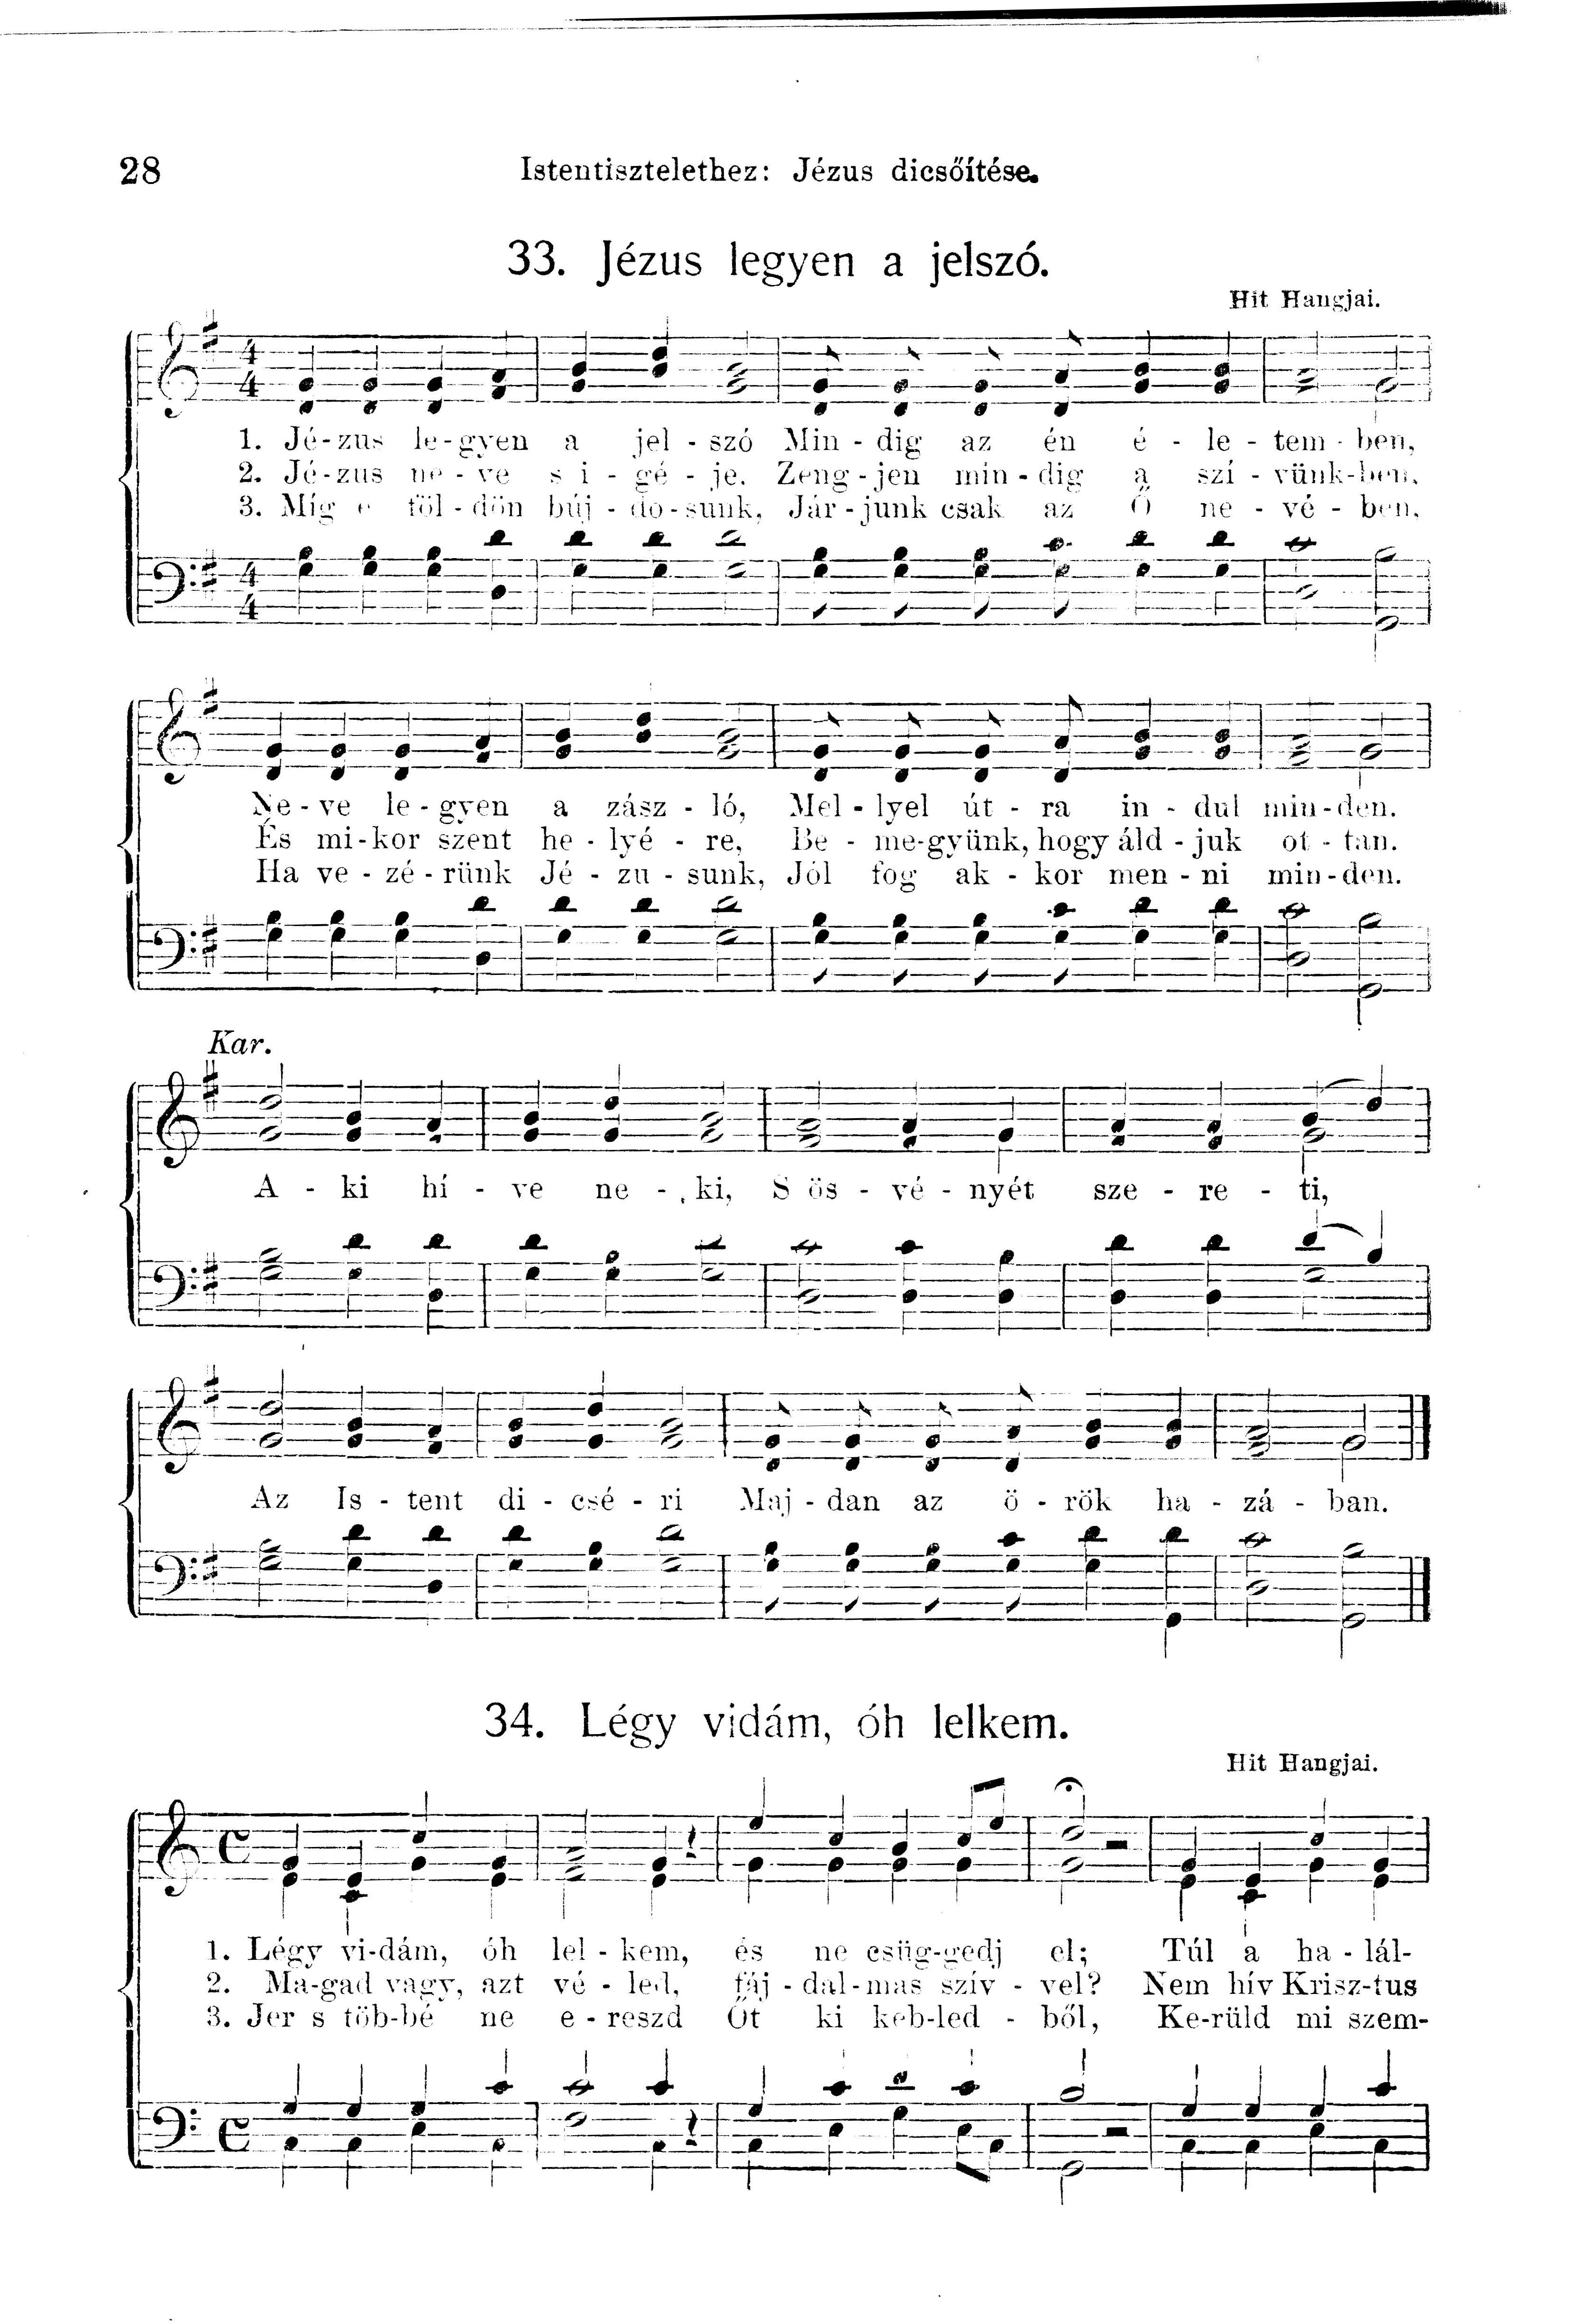 28
Istentisztelethez: Jézus dicsőítése.
33. Jézus legyen a jelszó.
Hit Hangjai.
1. Jé-zus le-gyen a jel-szó Min-dig az én é-le-tem-ben,
2. Jé-zus ne-ve s i-gé-je. Zeng-jen min-dig a szí-vünk-ben,
3. Míg e föl-dön búj-do-sunk, Jár-junk csak az Ő ne-vé-ben,
Ne-ve le-gyen a zász-ló, Mel-lyel út-ra in-dul min-den.
És mi-kor szent he-lyé-re, Be-me-gyünk, hogy áld-juk ot-tan.
Ha ve-zé-rünk Jé-zu-sunk, Jól fog ak-kor men-ni min-den.
Kar.
A-ki hí-ve ne-ki, S ös-vé-nyét sze-re-ti,
Az Is-tent di-csé-ri Maj-dan az ö-rök ha-zá-ban.
34. Légy vidám, óh lelkem.
Hit Hangjai.
1. Légy vi-dám, óh lel-kem, és ne csüg-gedj el; Túl a ha-lál-
2. Ma-gad vagy, azt vé-led, fáj-dal-mas szív-vel? Nem hív Krisz-tus
3. Jer s töb-bé ne e-reszd Őt ki keb-led-ből, Ke-rüld mi szem-